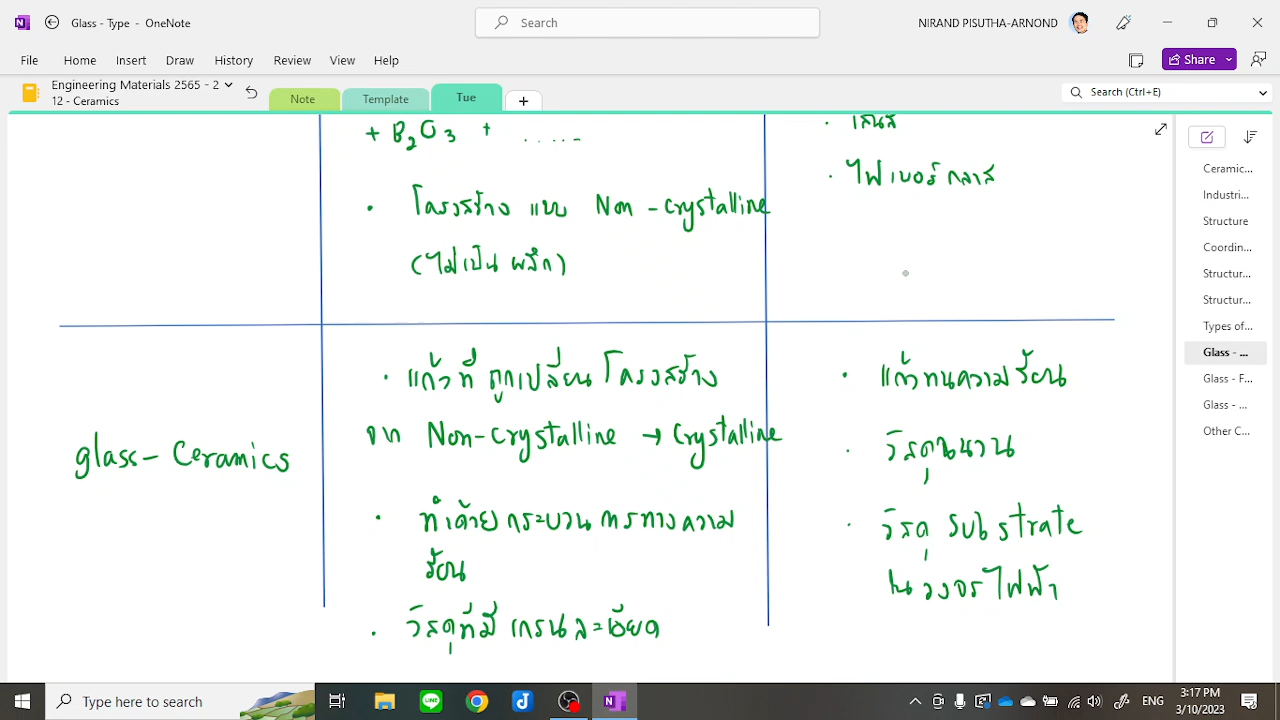 Glass - Type - OneNote
Search
NIRAND PISUTHA-ARNOND
File Home Insert Draw History Review View Help
Share
Engineering Materials 2565 - 2
12 - Ceramics
Note Template Tue +
Search (Ctrl+E)
+ B2O3 + .....
• โครงสร้าง แบบ Non - Crystalline
(ไม่เป็น ผลึก)
• เลนส์
• ไฟเบอร์กลาส
glass - Ceramics
• แก้วที่ ถูกเปลี่ยน โครงสร้าง
จาก Non-Crystalline → Crystalline
• ทำด้วย กระบวนการทางความ
ร้อน
• วัสดุที่มี เกรนละเอียด
• แก้วทนความร้อน
• วัสดุฉนวน
• วัสดุ Substrate
ในวงจรไฟฟ้า
Ceramic...
Industri...
Structure
Coordin...
Structur...
Structur...
Types of...
Glass - ...
Glass - F...
Glass - ...
Other C...
Type here to search
ENG
3:17 PM
3/10/2023